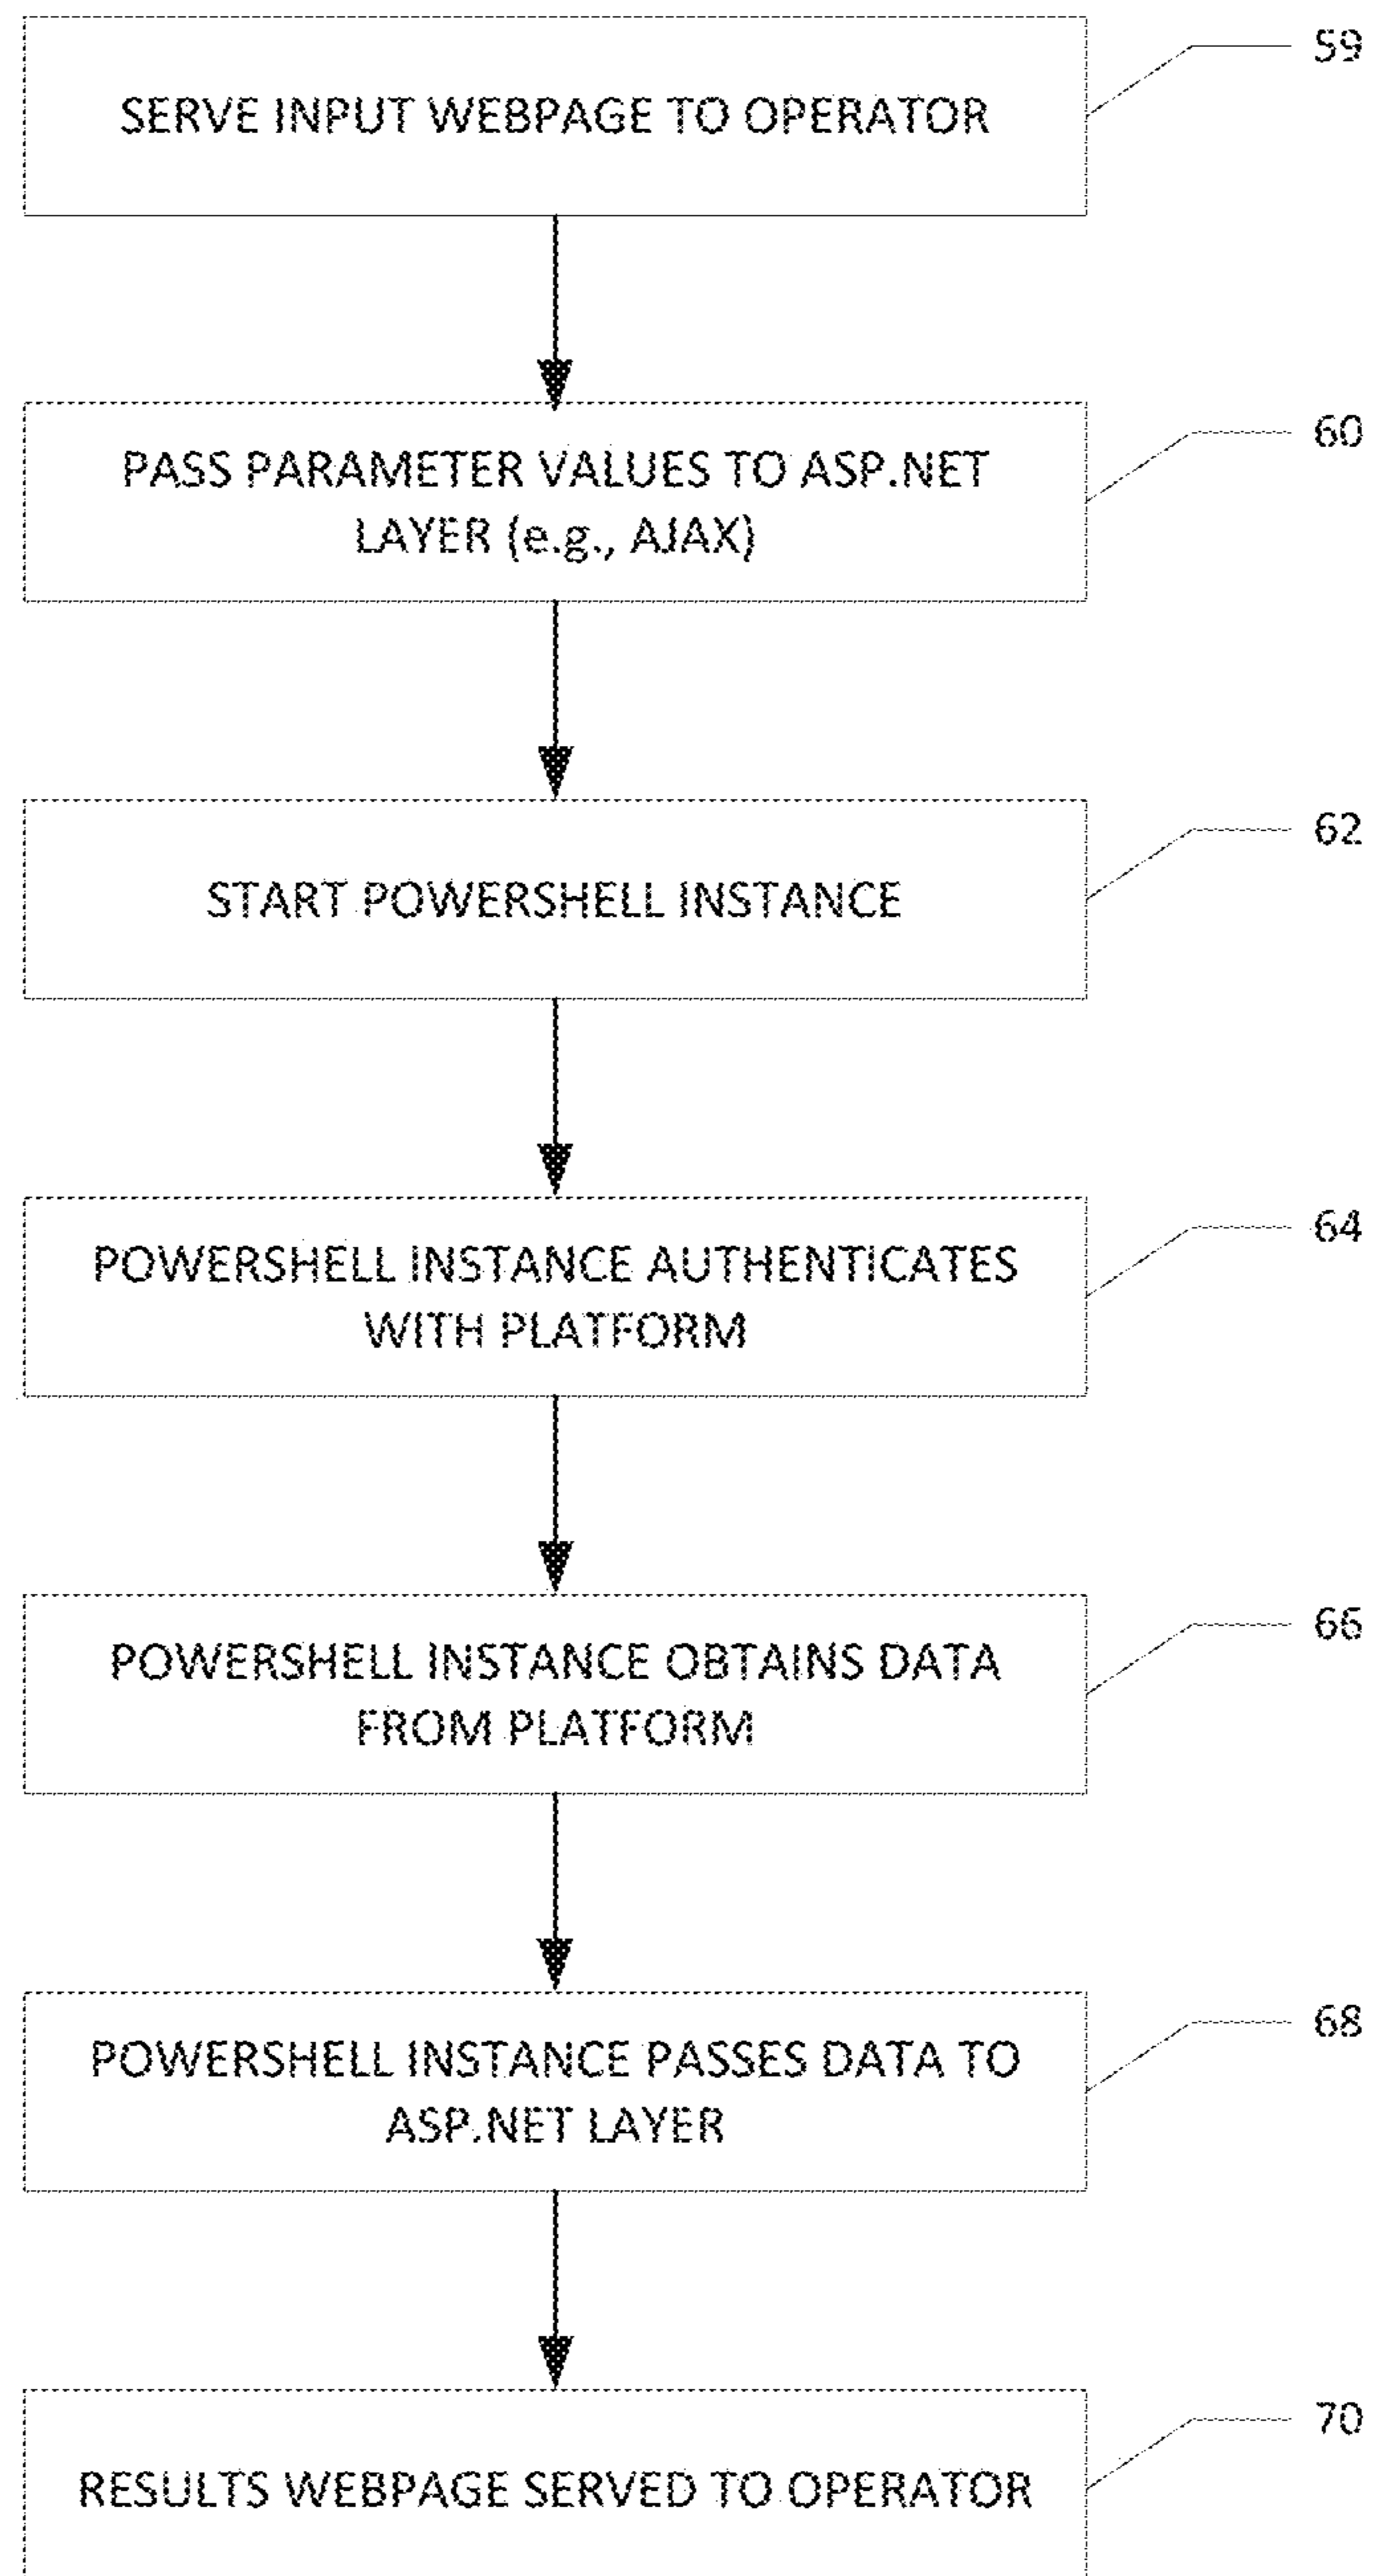 SERVE INPUT WEBPAGE TO OPERATOR
59
PASS PARAMETER VALUES TO ASP.NET
LAYER (e.g., AJAX)
60
START POWERSHELL INSTANCE
62
POWERSHELL INSTANCE AUTHENTICATES
WITH PLATFORM
64
POWERSHELL INSTANCE OBTAINS DATA
FROM PLATFORM
66
POWERSHELL INSTANCE PASSES DATA TO
ASP.NET LAYER
68
RESULTS WEBPAGE SERVED TO OPERATOR
70